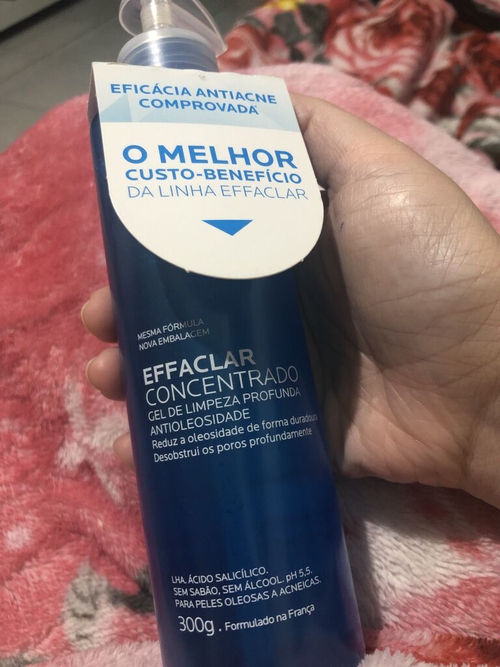 EFICÁCIA ANTIACNE
COMPROVADA
O MELHOR
CUSTO-BENEFÍCIO
DA LINHA EFFACLAR
MESMA FÓRMULA
NOVA EMBALAGEM
EFFACLAR
CONCENTRADO
GEL DE LIMPEZA PROFUNDA
ANTIOLEOSIDADE
Reduz a oleosidade de forma duradoura
Desobstrui os poros profundamente
LHA, ÁCIDO SALICÍLICO.
SEM SABÃO, SEM ÁLCOOL. pH 5,5.
PARA PELES OLEOSAS A ACNEICAS.
300g . Formulado na França